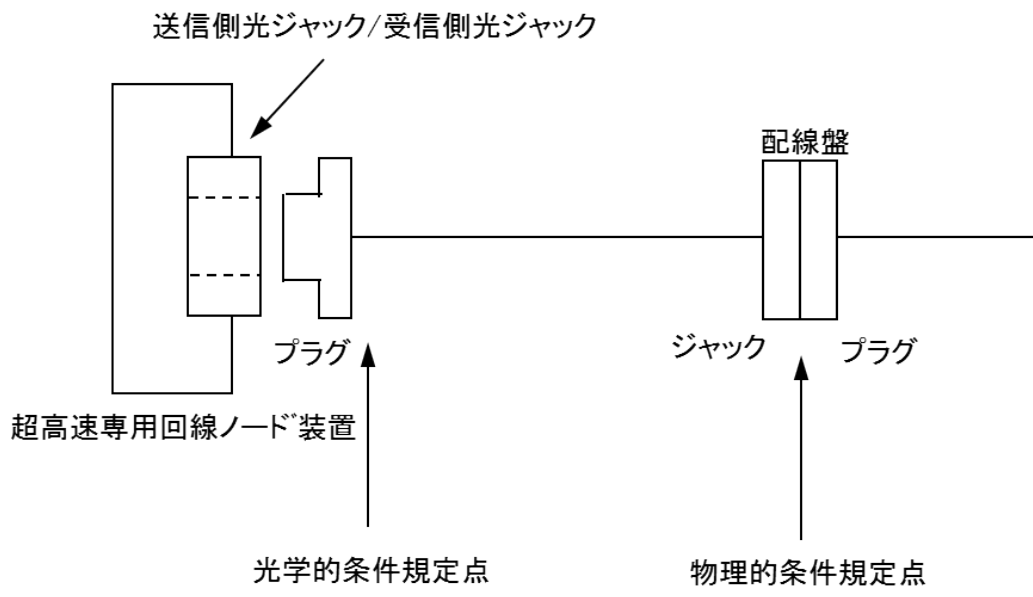 送信側光ジャック/受信側光ジャック
配線盤
プラグ
ジャック
プラグ
超高速専用回線ノード装置
光学的条件規定点
物理的条件規定点